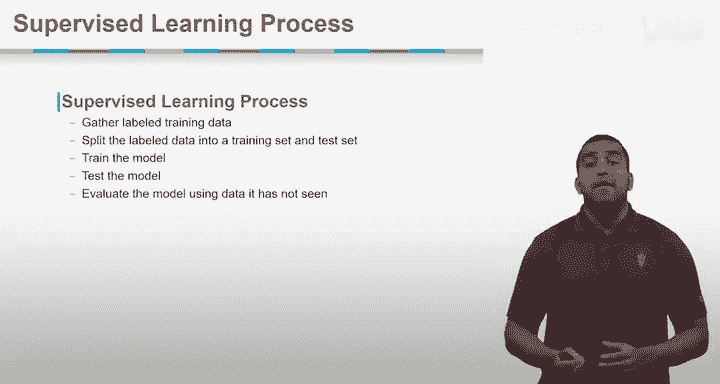 Supervised Learning Process
Supervised Learning Process
– Gather labeled training data
– Split the labeled data into a training set and test set
– Train the model
– Test the model
– Evaluate the model using data it has not seen